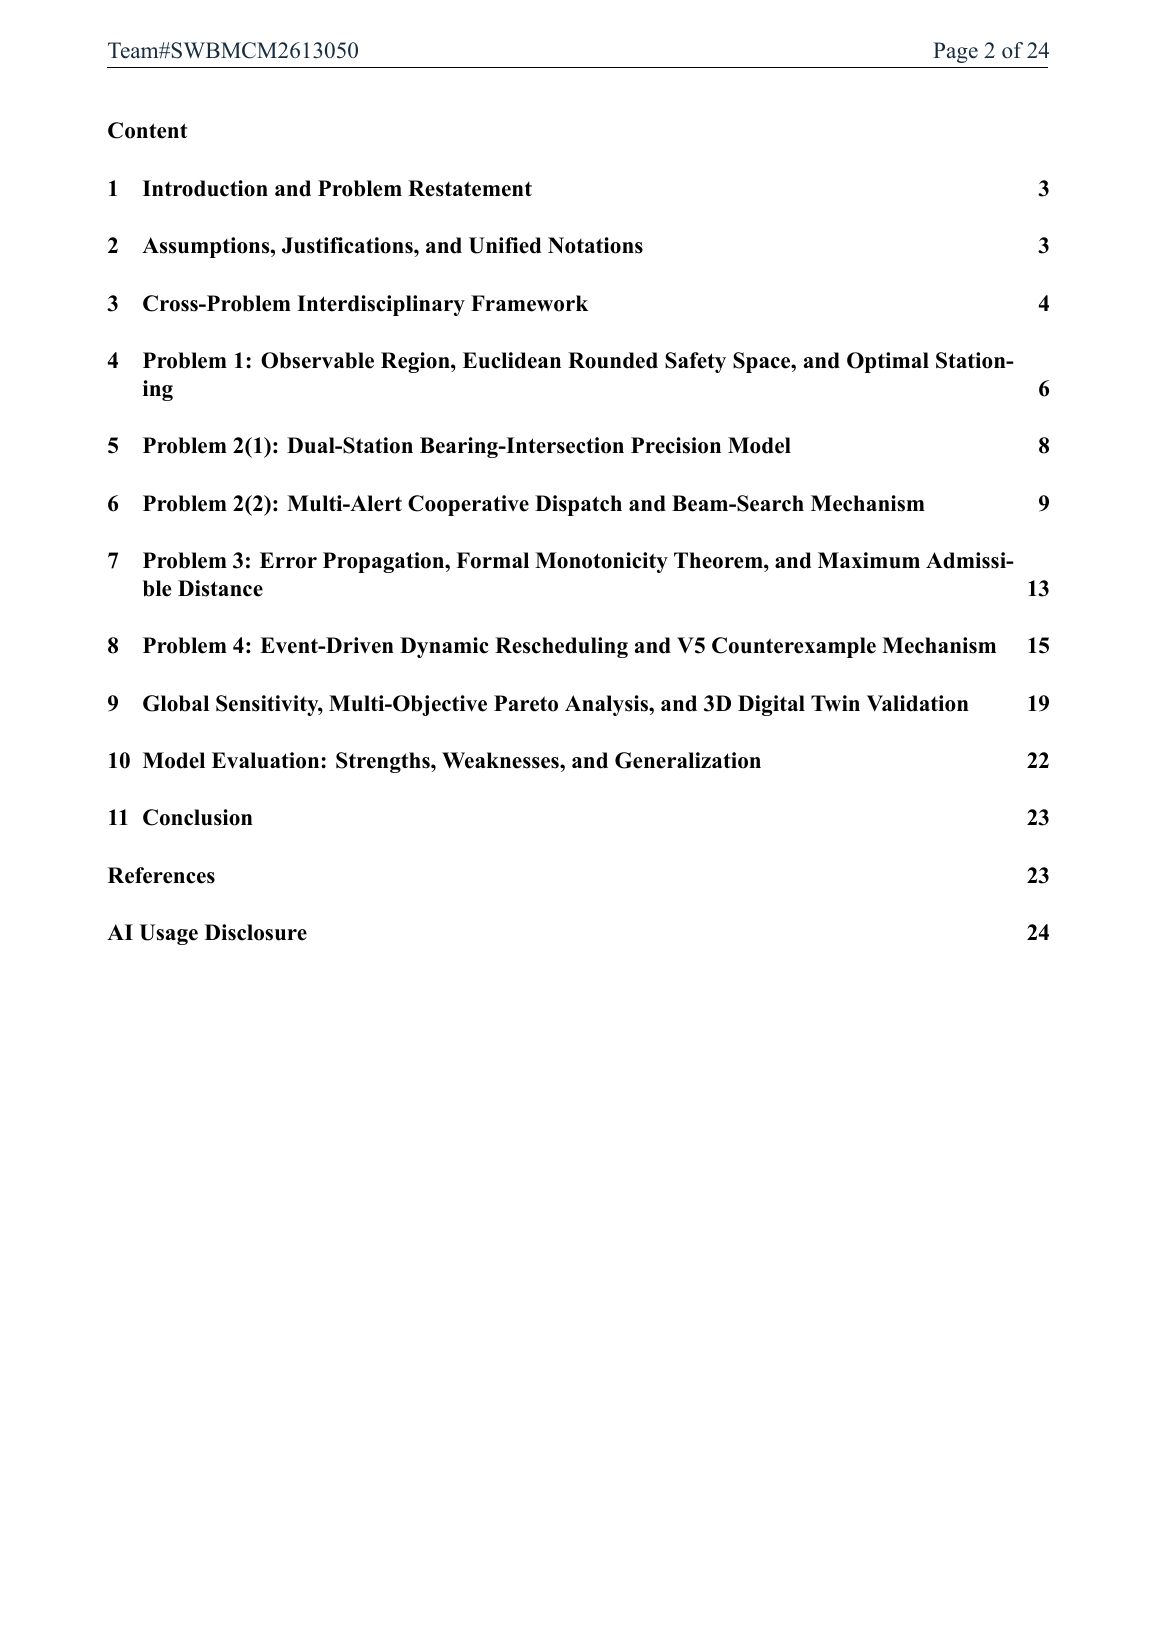 Team#SWBMCM2613050 Page 2 of 24
Content
1 Introduction and Problem Restatement 3
2 Assumptions, Justifications, and Unified Notations 3
3 Cross-Problem Interdisciplinary Framework 4
4 Problem 1: Observable Region, Euclidean Rounded Safety Space, and Optimal Station-
ing 6
5 Problem 2(1): Dual-Station Bearing-Intersection Precision Model 8
6 Problem 2(2): Multi-Alert Cooperative Dispatch and Beam-Search Mechanism 9
7 Problem 3: Error Propagation, Formal Monotonicity Theorem, and Maximum Admissi-
ble Distance 13
8 Problem 4: Event-Driven Dynamic Rescheduling and V5 Counterexample Mechanism 15
9 Global Sensitivity, Multi-Objective Pareto Analysis, and 3D Digital Twin Validation 19
10 Model Evaluation: Strengths, Weaknesses, and Generalization 22
11 Conclusion 23
References 23
AI Usage Disclosure 24